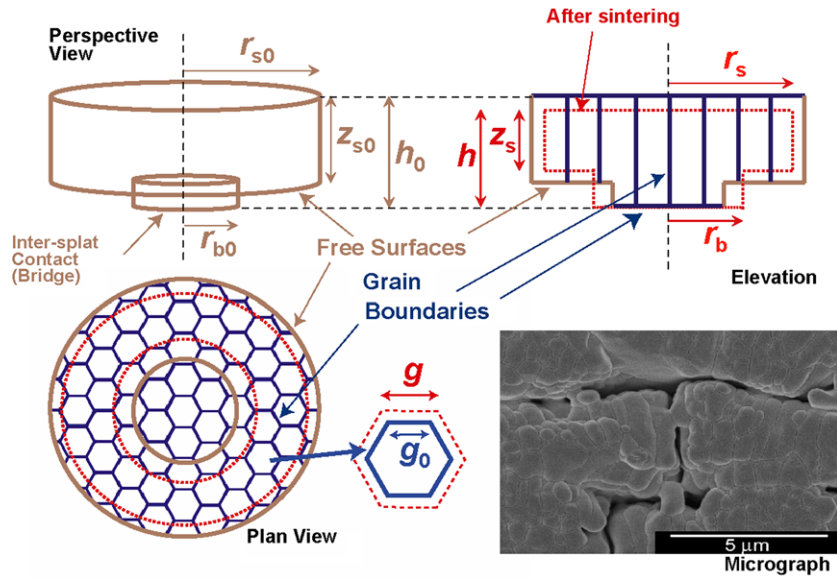 Perspective
View
r_s0
z_s0
h_0
Inter-splat
Contact
(Bridge)
r_b0
Free Surfaces
Grain
Boundaries
After sintering
r_s
h
z_s
r_b
Elevation
g
g_0
Plan View
5 μm
Micrograph